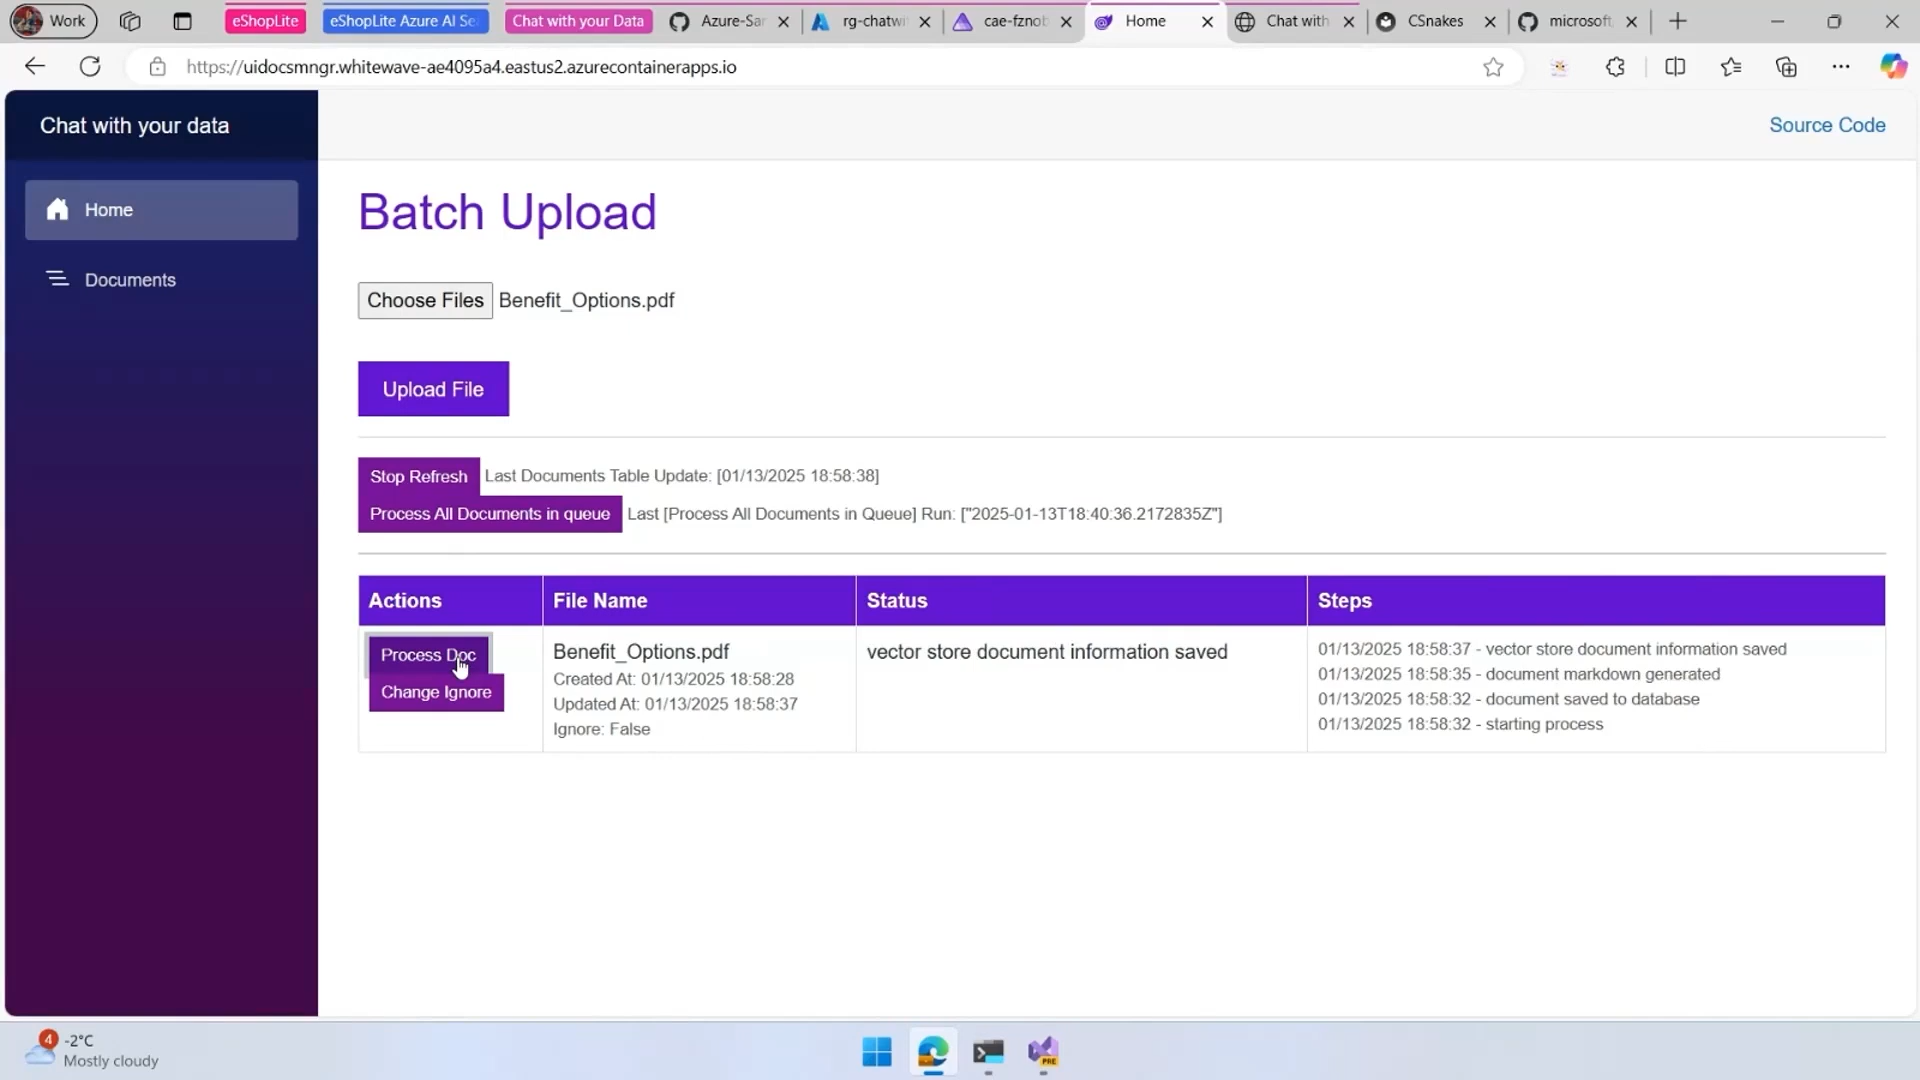 Work
eShopLite
eShopLite Azure AI Se
Chat with your Data
Azure-Sar
rg-chatwi
cae-fznob
Home
Chat with
CSnakes
microsoft
https://uidocsmngr.whitewave-ae4095a4.eastus2.azurecontainerapps.io
Chat with your data
Source Code
Home
Documents
Batch Upload
Choose Files Benefit_Options.pdf
Upload File
Stop Refresh Last Documents Table Update: [01/13/2025 18:58:38]
Process All Documents in queue Last [Process All Documents in Queue] Run: ["2025-01-13T18:40:36.2172835Z"]
Actions File Name Status Steps
Process Doc
Change Ignore
Benefit_Options.pdf
Created At: 01/13/2025 18:58:28
Updated At: 01/13/2025 18:58:37
Ignore: False
vector store document information saved
01/13/2025 18:58:37 - vector store document information saved
01/13/2025 18:58:35 - document markdown generated
01/13/2025 18:58:32 - document saved to database
01/13/2025 18:58:32 - starting process
4
-2°C
Mostly cloudy
PRE